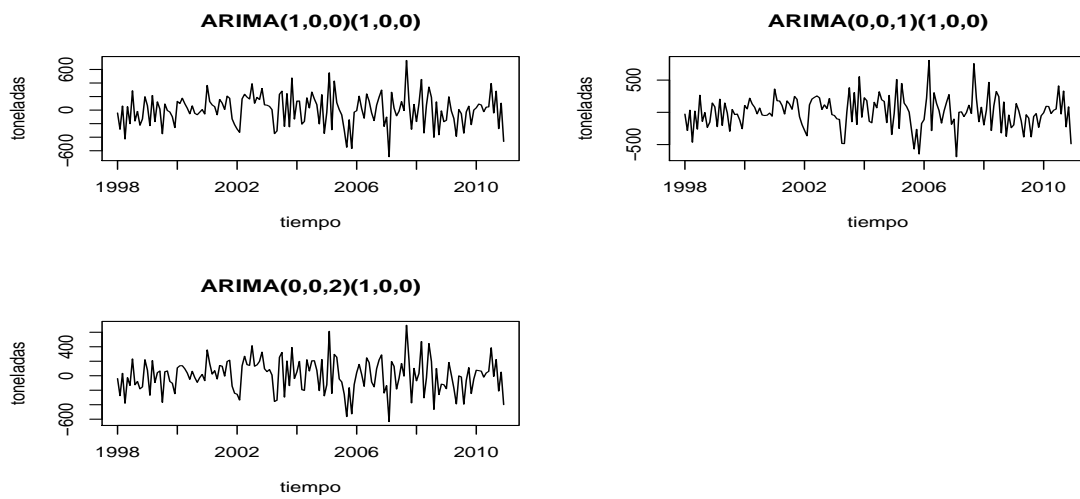 ARIMA(1,0,0)(1,0,0)
toneladas
600
0
−600
1998
2002
2006
2010
tiempo
ARIMA(0,0,1)(1,0,0)
toneladas
500
−500
1998
2002
2006
2010
tiempo
ARIMA(0,0,2)(1,0,0)
toneladas
400
0
−600
1998
2002
2006
2010
tiempo